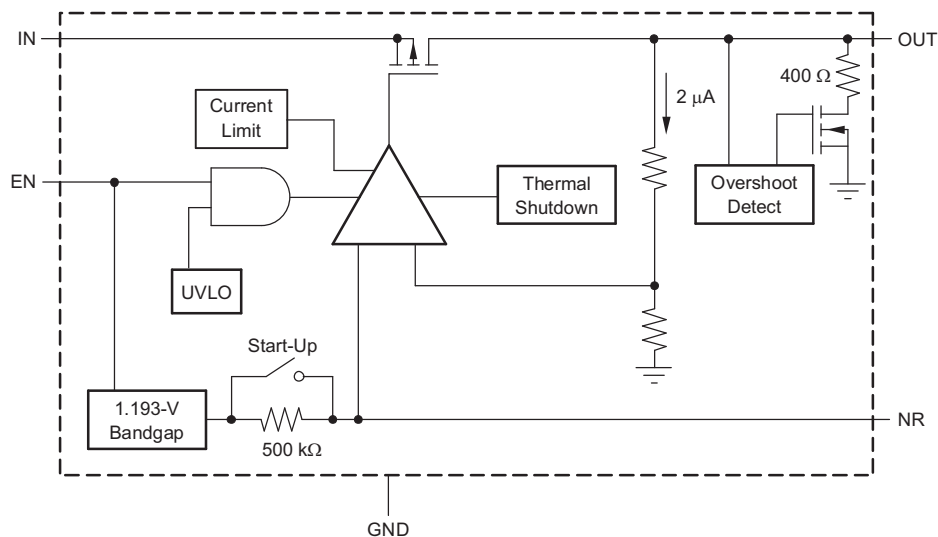 IN
OUT
400 Ω
2 μA
Current
Limit
EN
Thermal
Shutdown
Overshoot
Detect
UVLO
Start-Up
1.193-V
Bandgap
500 kΩ
NR
GND